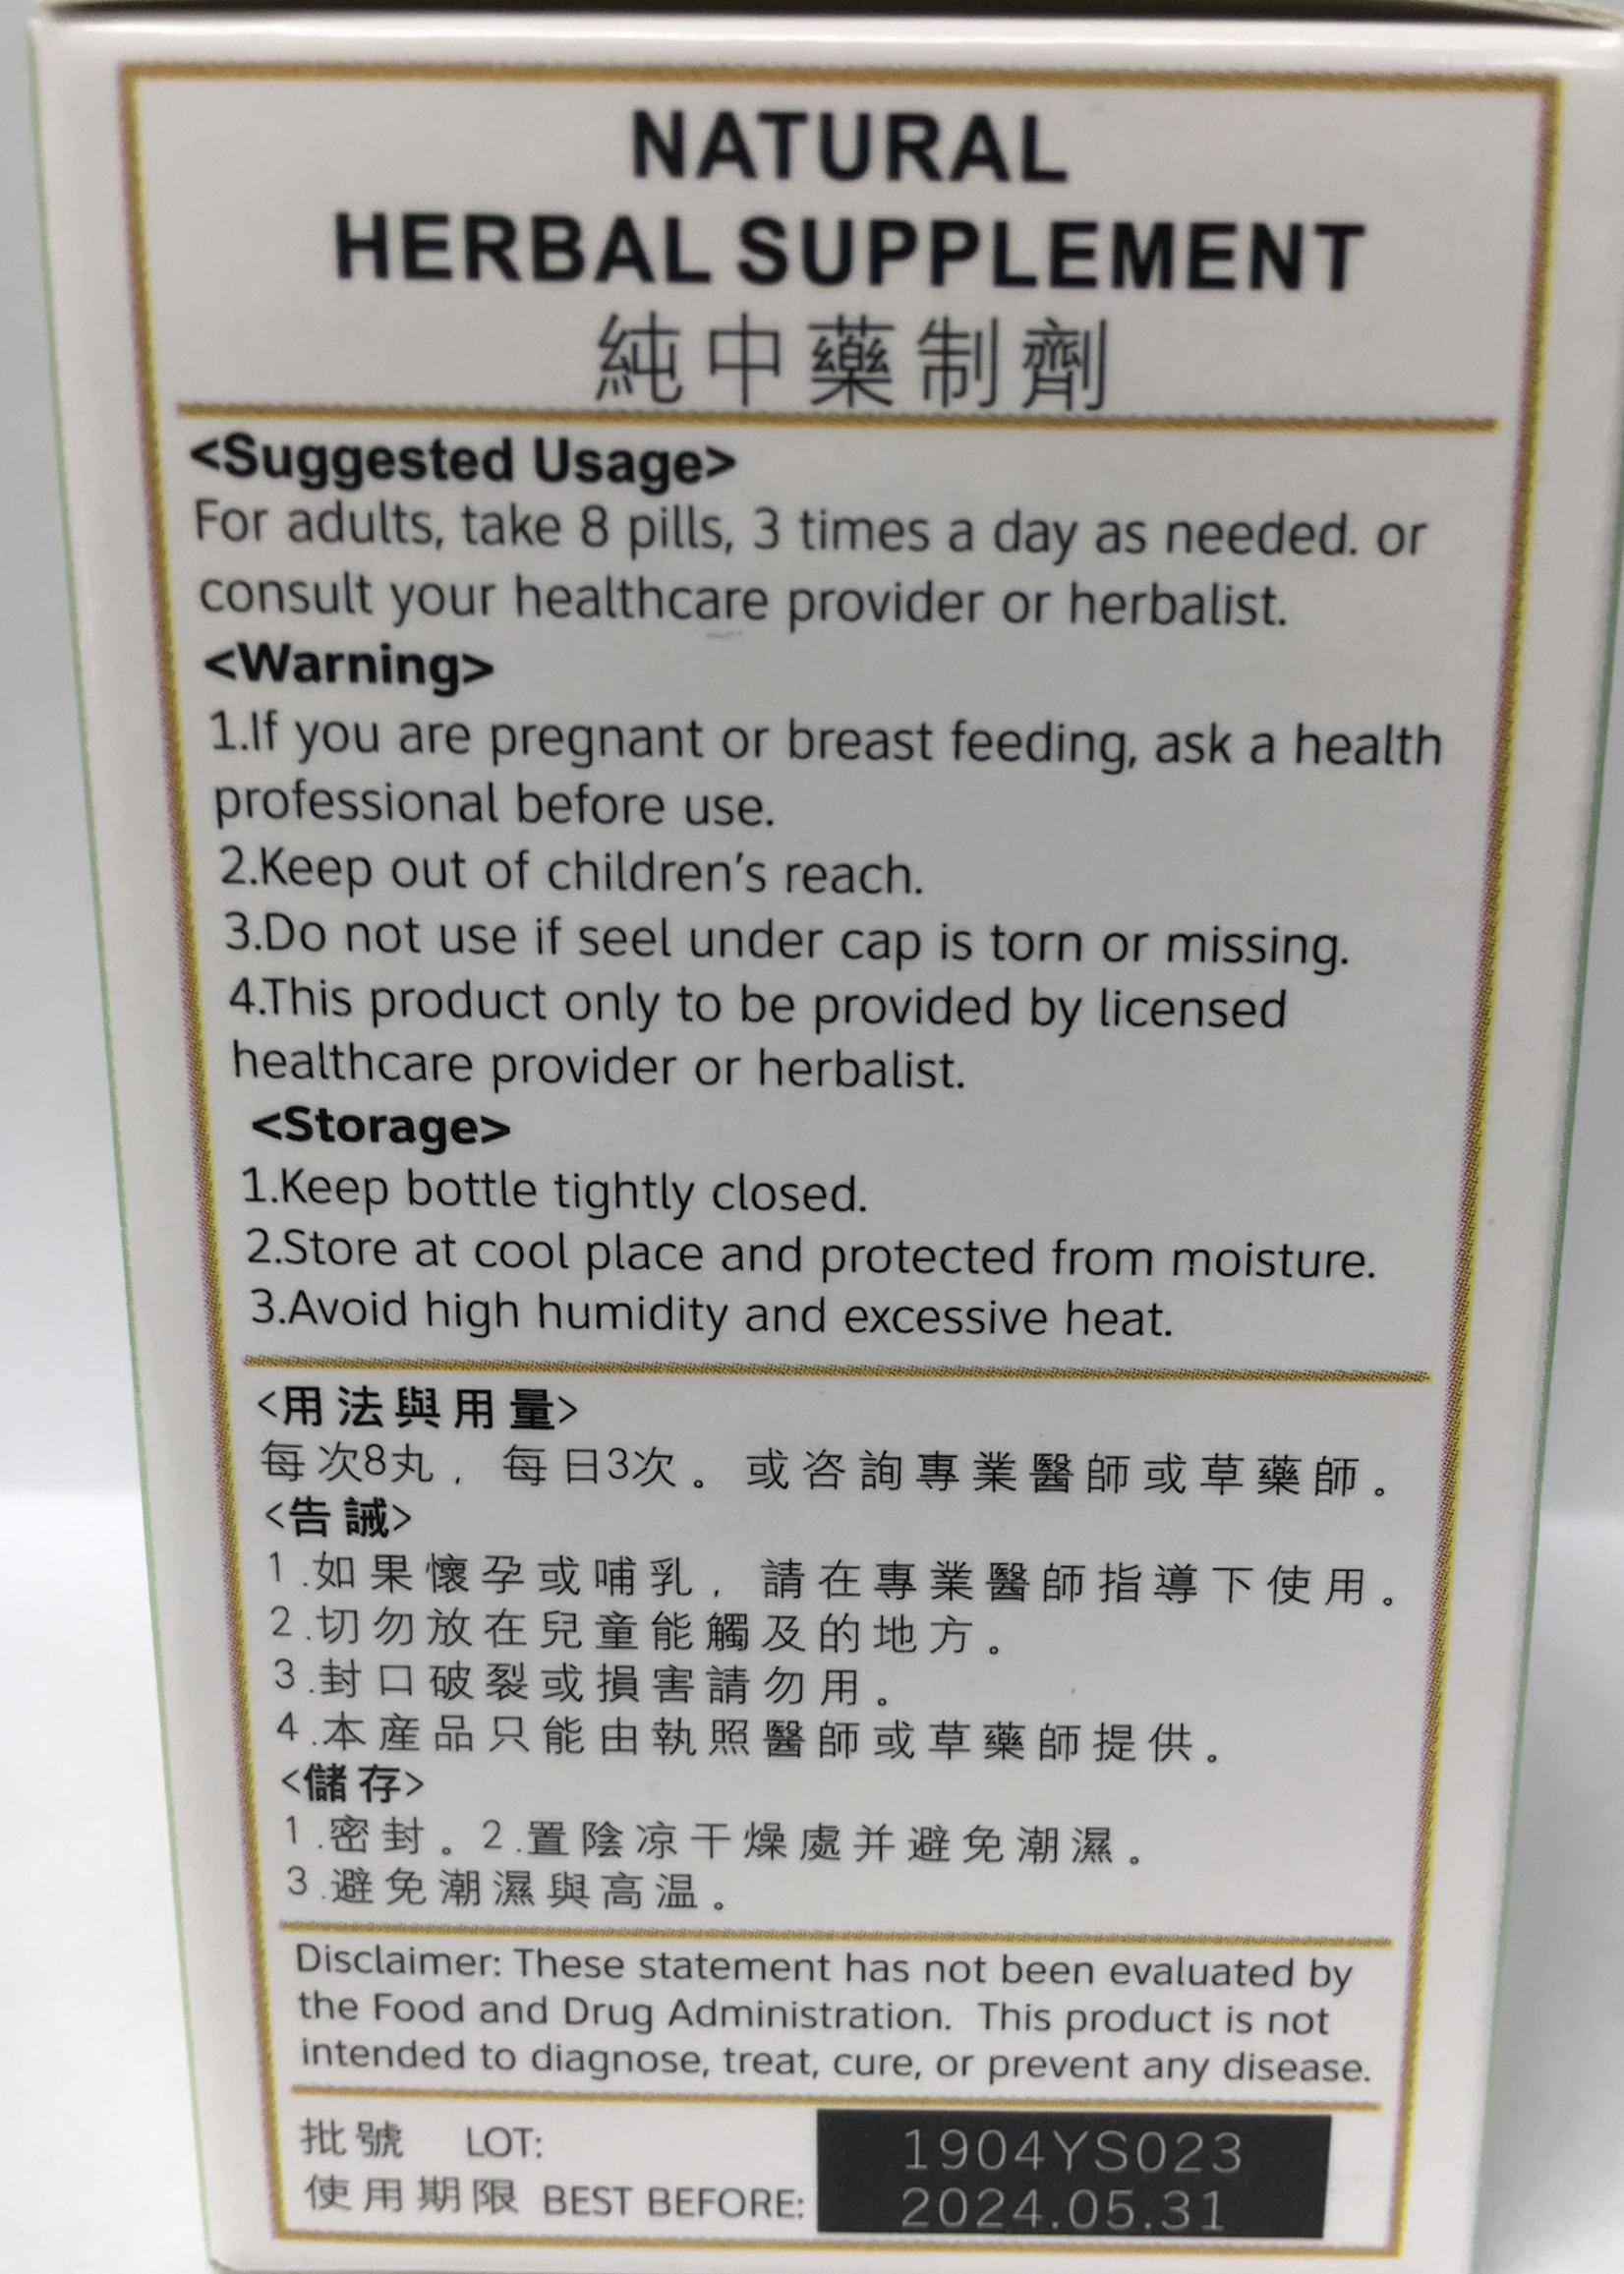 NATURAL
HERBAL SUPPLEMENT
純中藥制劑
<Suggested Usage>
For adults, take 8 pills, 3 times a day as needed. or
consult your healthcare provider or herbalist.
<Warning>
1.If you are pregnant or breast feeding, ask a health
professional before use.
2.Keep out of children's reach.
3.Do not use if seel under cap is torn or missing.
4.This product only to be provided by licensed
healthcare provider or herbalist.
<Storage>
1.Keep bottle tightly closed.
2.Store at cool place and protected from moisture.
3.Avoid high humidity and excessive heat.
<用法與用量>
每次8丸，每日3次。或咨詢專業醫師或草藥師。
<告誡>
1.如果懷孕或哺乳，請在專業醫師指導下使用。
2.切勿放在兒童能觸及的地方。
3.封口破裂或損害請勿用。
4.本産品只能由執照醫師或草藥師提供。
<儲存>
1.密封。2.置陰凉干燥處并避免潮濕。
3.避免潮濕與高温。
Disclaimer: These statement has not been evaluated by
the Food and Drug Administration. This product is not
intended to diagnose, treat, cure, or prevent any disease.
批號 LOT: 1904YS023
使用期限 BEST BEFORE: 2024.05.31